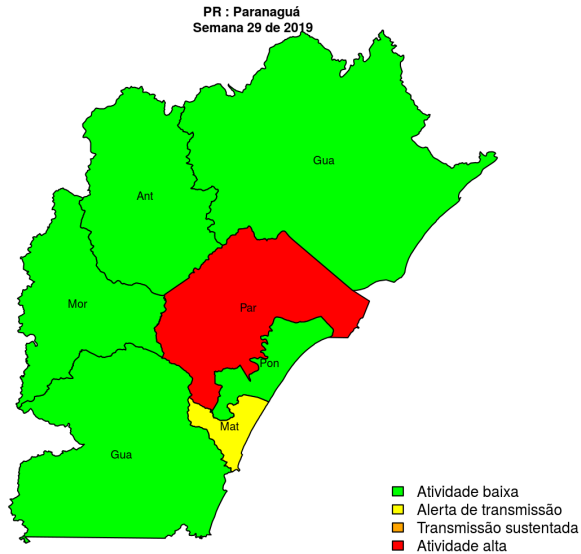 PR : Paranaguá
Semana 29 de 2019
Gua
Ant
Mor
Par
Pon
Mat
Gua
Atividade baixa
Alerta de transmissão
Transmissão sustentada
Atividade alta